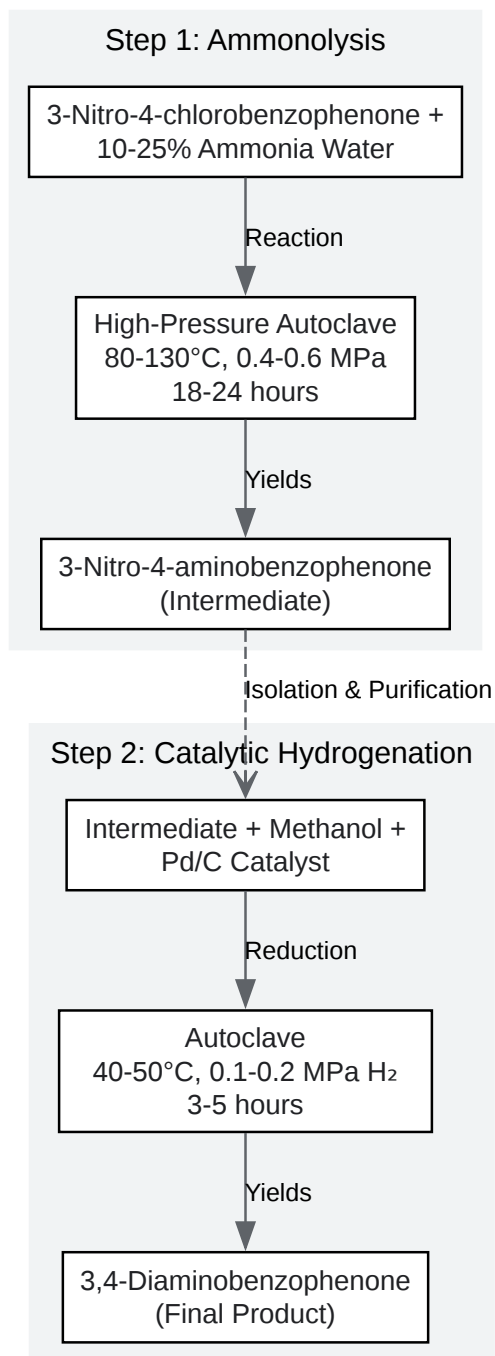 Step 1: Ammonolysis
3-Nitro-4-chlorobenzophenone +
10-25% Ammonia Water
Reaction
High-Pressure Autoclave
80-130°C, 0.4-0.6 MPa
18-24 hours
Yields
3-Nitro-4-aminobenzophenone
(Intermediate)
Isolation & Purification
Step 2: Catalytic Hydrogenation
Intermediate + Methanol +
Pd/C Catalyst
Reduction
Autoclave
40-50°C, 0.1-0.2 MPa H₂
3-5 hours
Yields
3,4-Diaminobenzophenone
(Final Product)